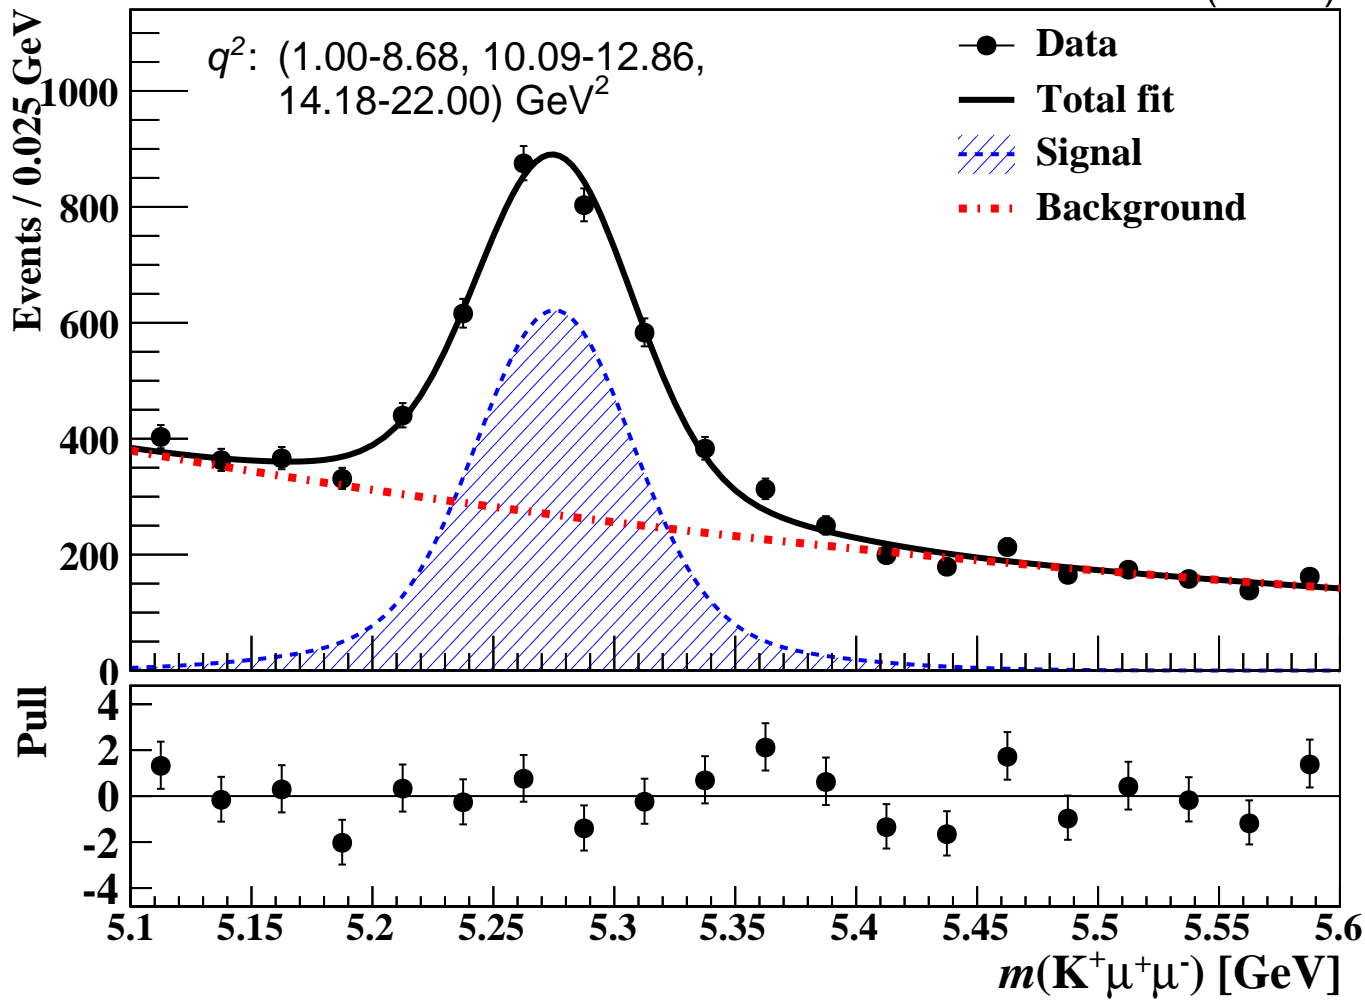 q²: (1.00-8.68, 10.09-12.86,
14.18-22.00) GeV²
Data
Total fit
Signal
Background
Events / 0.025 GeV
1000
800
600
400
200
0
Pull
4
2
0
-2
-4
5.1 5.15 5.2 5.25 5.3 5.35 5.4 5.45 5.5 5.55 5.6
m(K⁺μ⁺μ⁻) [GeV]